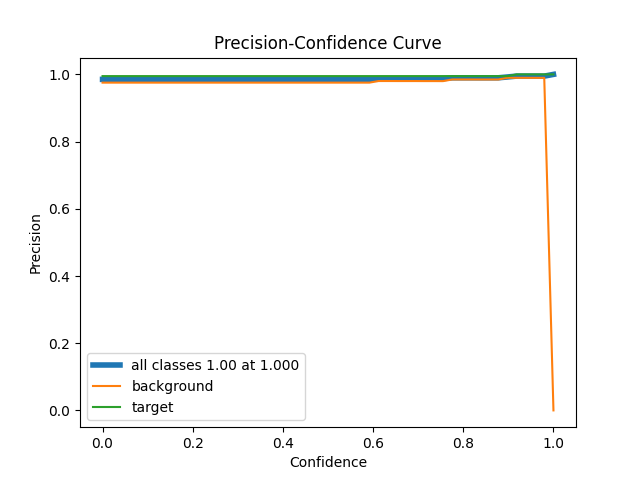 Precision-Confidence Curve
1.0
0.8
0.6
0.4
0.2
0.0
Precision
all classes 1.00 at 1.000
background
target
0.0 0.2 0.4 0.6 0.8 1.0
Confidence